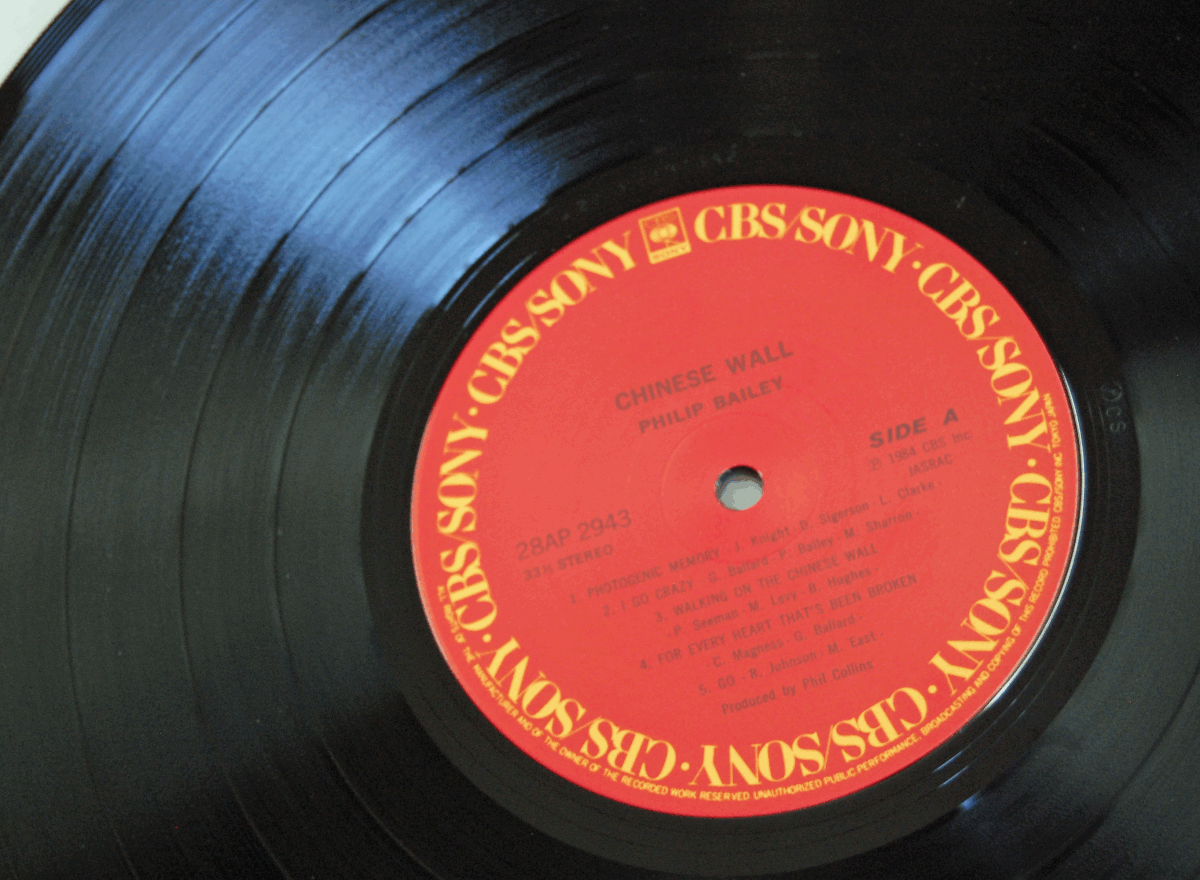 CBS/SONY · CBS/SONY · CBS/SONY · CBS/SONY · CBS/SONY · CBS/SONY · CBS/SONY · CBS/SONY
SONY
CHINESE WALL
PHILIP BAILEY
SIDE A
Ⓟ 1984 CBS Inc.
JASRAC
28AP 2943
33⅓ STEREO
1. PHOTOGENIC MEMORY · J. Knight · D. Sigerson · L. Clarke ·
2. I GO CRAZY · G. Ballard · P. Bailey · M. Sharron ·
3. WALKING ON THE CHINESE WALL
· P. Seeman · M. Levy · B. Hughes ·
4. FOR EVERY HEART THAT'S BEEN BROKEN
· C. Magness · G. Ballard ·
5. GO · R. Johnson · M. East ·
Produced by Phil Collins
ALL RIGHTS OF THE MANUFACTURER AND OF THE OWNER OF THE RECORDED WORK RESERVED UNAUTHORIZED PUBLIC PERFORMANCE, BROADCASTING AND COPYING OF THIS RECORD PROHIBITED CBS/SONY INC. TOKYO JAPAN